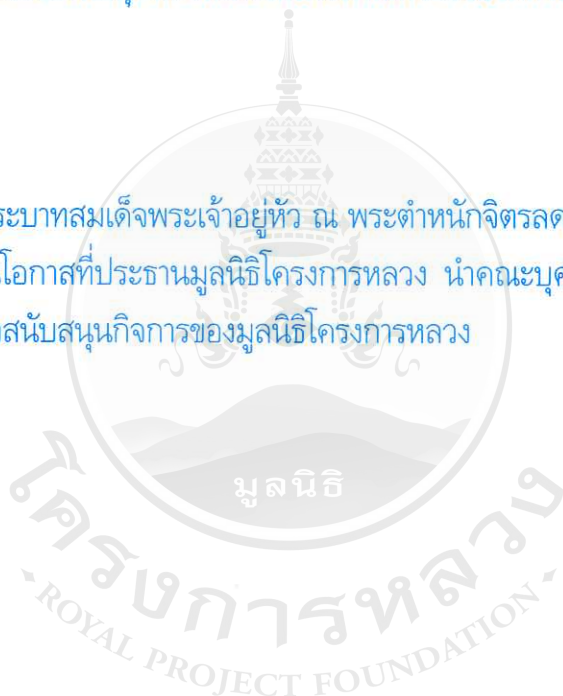 ระบาทสมเด็จพระเจ้าอยู่หัว ณ พระตำหนักจิตรลด
โอกาสที่ประธานมูลนิธิโครงการหลวง นำคณะบุค
สนับสนุนกิจการของมูลนิธิโครงการหลวง
มูลนิธิ
โครงการหลวง
ROYAL PROJECT FOUNDATION